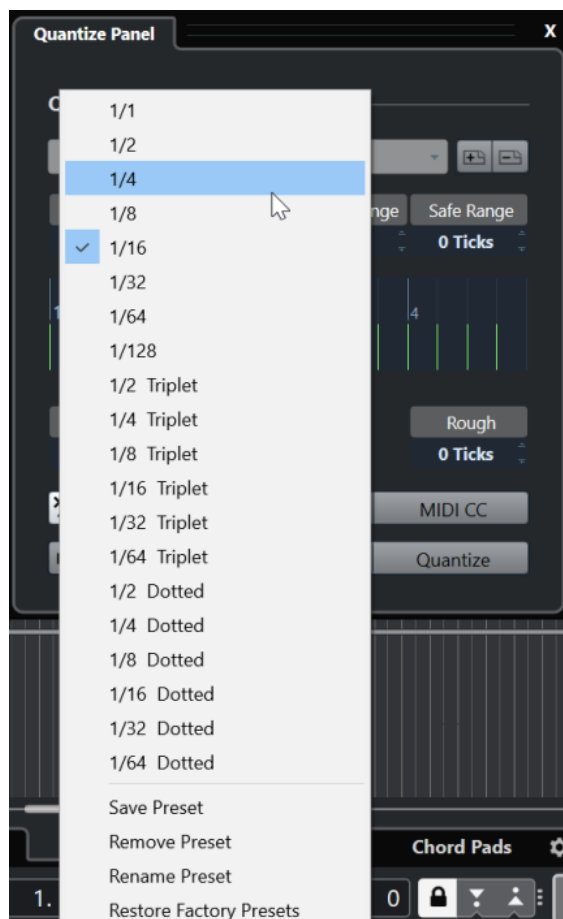 Quantize Panel X
1/1
1/2
1/4
1/8
nge Safe Range
1/16
0 Ticks
1/32
1/64
4
1/128
1/2 Triplet
1/4 Triplet
Rough
1/8 Triplet
0 Ticks
1/16 Triplet
1/32 Triplet
MIDI CC
1/64 Triplet
Quantize
1/2 Dotted
1/4 Dotted
1/8 Dotted
1/16 Dotted
1/32 Dotted
1/64 Dotted
Save Preset
Remove Preset
Chord Pads
Rename Preset
1.
0
Restore Factory Presets